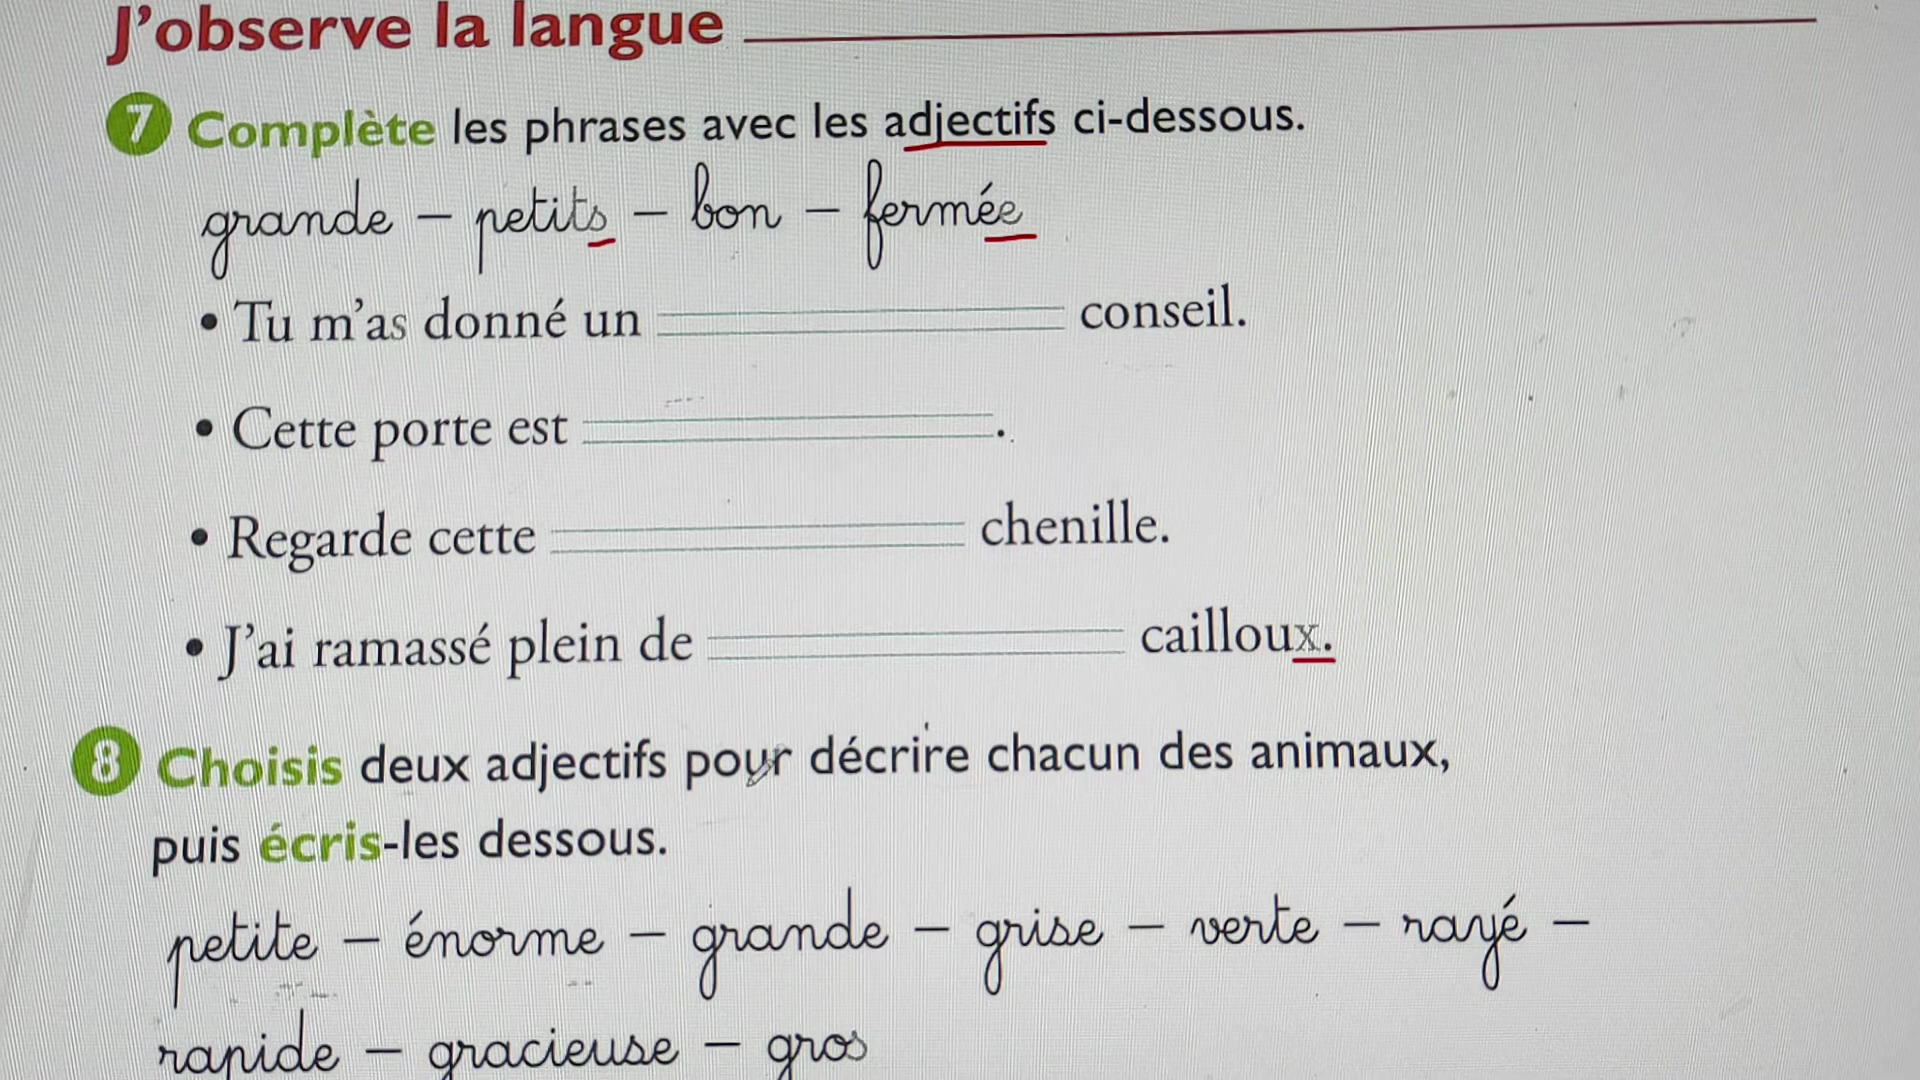 J'observe la langue
7 Complète les phrases avec les adjectifs ci-dessous.
grande – petits – bon – fermée
• Tu m'as donné un conseil.
• Cette porte est .
• Regarde cette chenille.
• J'ai ramassé plein de cailloux.
8 Choisis deux adjectifs pour décrire chacun des animaux,
puis écris-les dessous.
petite – énorme – grande – grise – verte – rayé –
rapide – gracieuse – gros